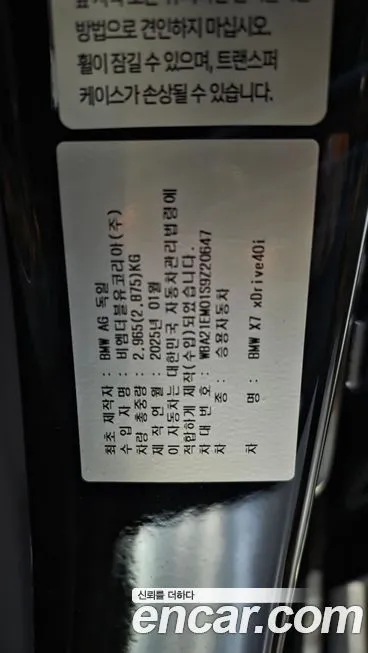 방법으로 견인하지 마십시오.
휠이 잠길 수 있으며, 트랜스퍼
케이스가 손상될 수 있습니다.
최초 제작자 : BMW AG 독일
수 입 자 명 : 비엠더블유코리아(주)
차량 총중량 : 2,965(2,875)KG
제 작 연 월 : 2025년 01월
이 자동차는 대한민국 자동차관리법령에
적합하게 제작(수입)되었습니다.
차 대 번 호 : WBA21EM01S9Z20647
차 종 : 승용자동차
차 명 : BMW X7 xDrive40i
신뢰를 더하다
encar.com